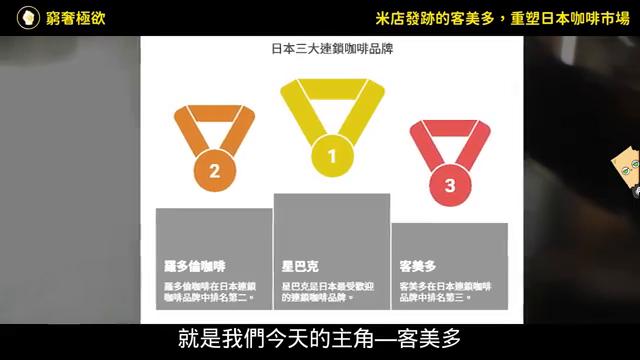 窮奢極欲
米店發跡的客美多，重塑日本咖啡市場
日本三大連鎖咖啡品牌
2
1
3
羅多倫咖啡
羅多倫咖啡在日本連鎖
咖啡品牌中排名第二。
星巴克
星巴克是日本最受歡迎
的連鎖咖啡品牌。
客美多
客美多在日本連鎖咖啡
品牌中排名第三。
就是我們今天的主角—客美多